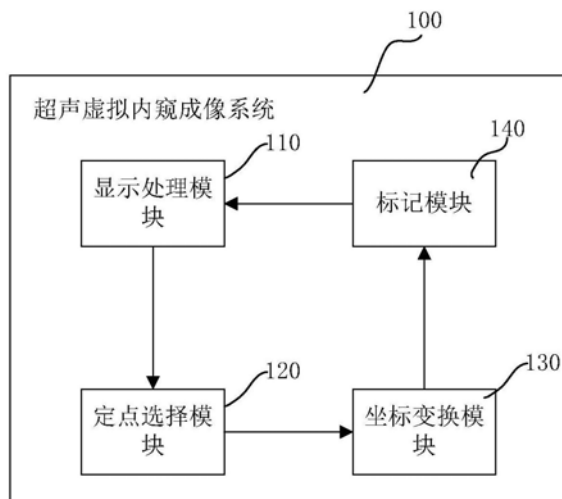 100
超声虚拟内窥成像系统
110
140
显示处理模
块
标记模块
120
130
定点选择模
块
坐标变换模
块